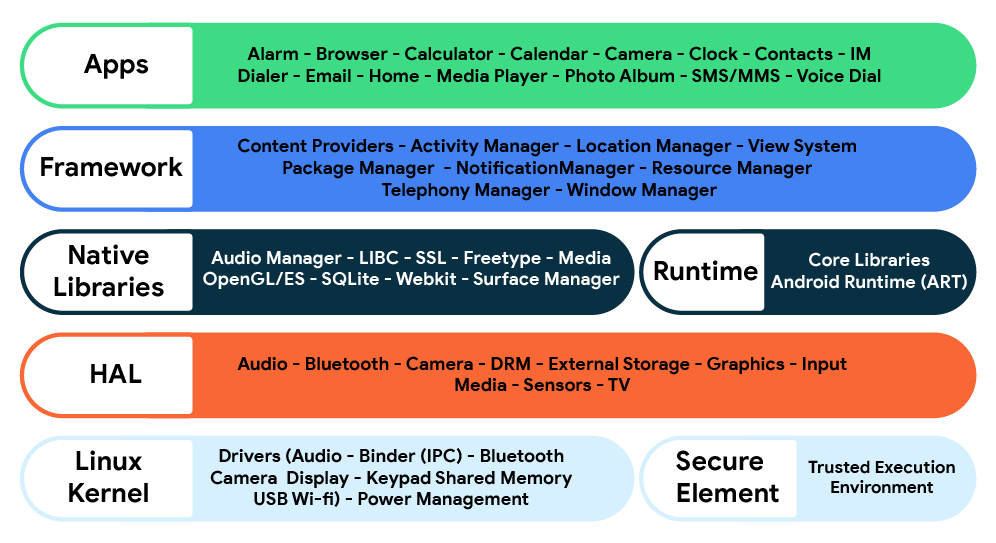 Apps
Alarm - Browser - Calculator - Calendar - Camera - Clock - Contacts - IM
Dialer - Email - Home - Media Player - Photo Album - SMS/MMS - Voice Dial
Framework
Content Providers - Activity Manager - Location Manager - View System
Package Manager - NotificationManager - Resource Manager
Telephony Manager - Window Manager
Native
Libraries
Audio Manager - LIBC - SSL - Freetype - Media
OpenGL/ES - SQLite - Webkit - Surface Manager
Runtime
Core Libraries
Android Runtime (ART)
HAL
Audio - Bluetooth - Camera - DRM - External Storage - Graphics - Input
Media - Sensors - TV
Linux
Kernel
Drivers (Audio - Binder (IPC) - Bluetooth
Camera Display - Keypad Shared Memory
USB Wi-fi) - Power Management
Secure
Element
Trusted Execution
Environment